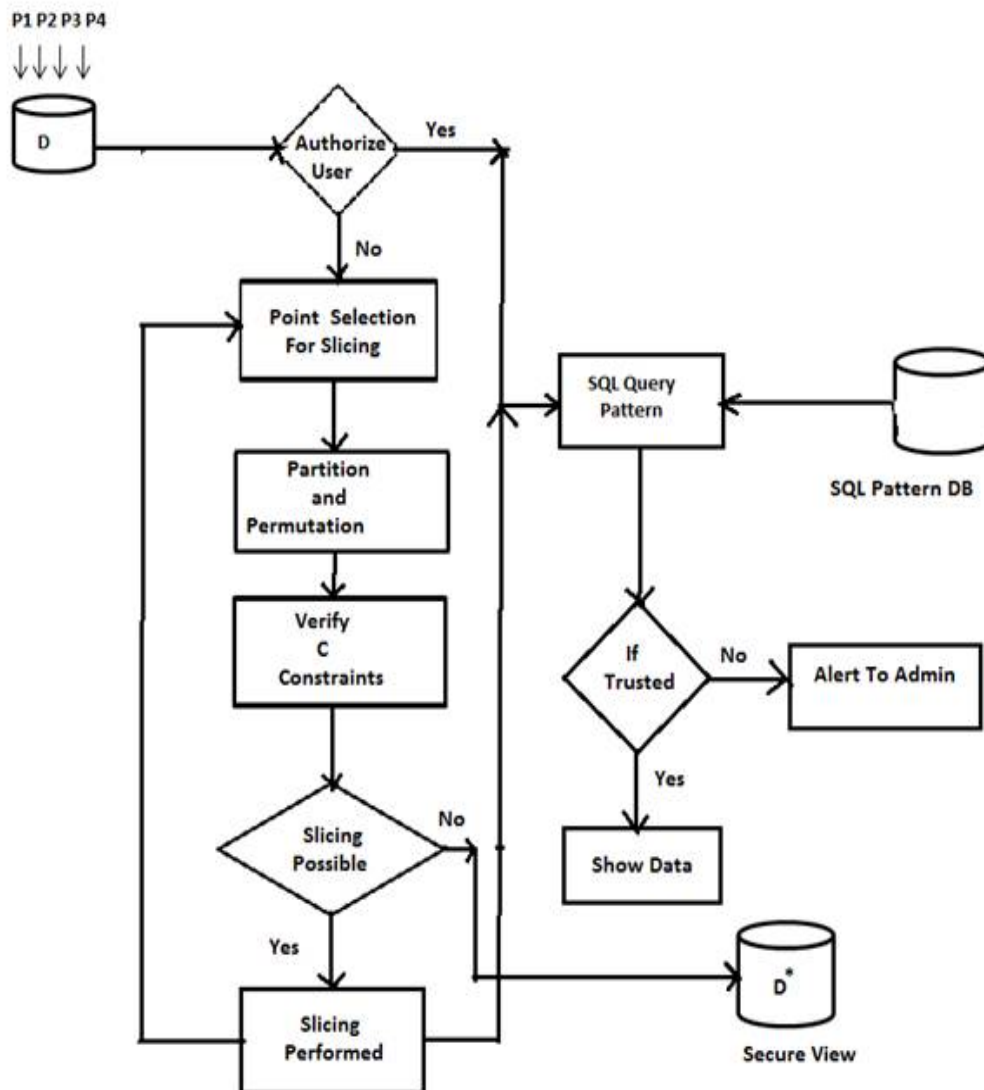 P1 P2 P3 P4
D
Authorize
User
Yes
No
Point Selection
For Slicing
SQL Query
Pattern
SQL Pattern DB
Partition
and
Permutation
Verify
C
Constraints
If
Trusted
No
Alert To Admin
Yes
Slicing
Possible
No
Show Data
Yes
D*
Slicing
Performed
Secure View